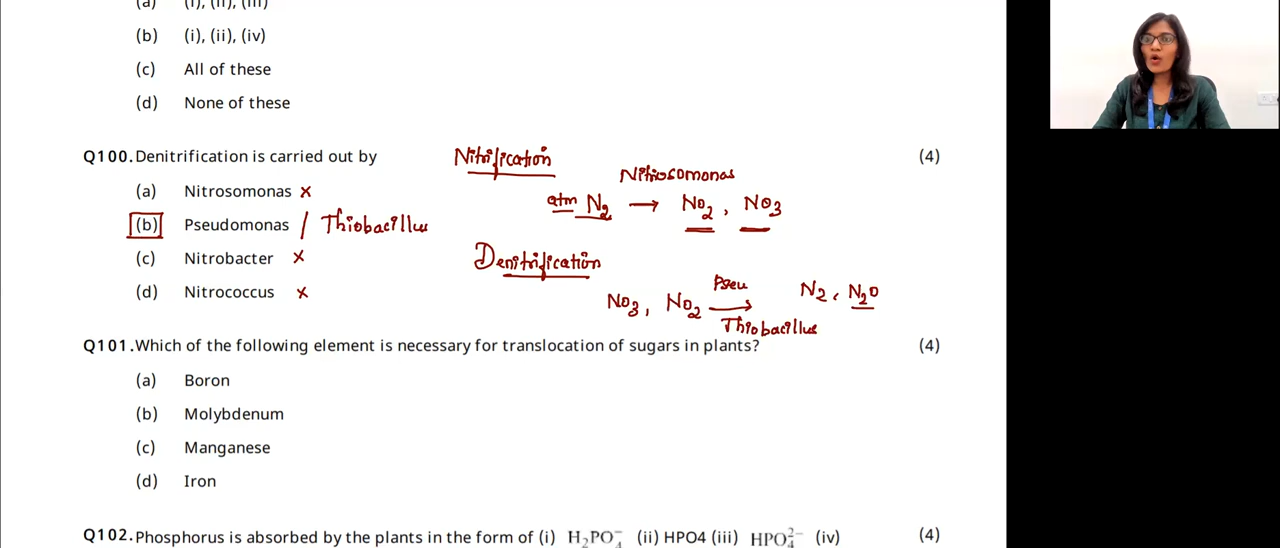 (a) (i), (ii), (iii)
(b) (i), (ii), (iv)
(c) All of these
(d) None of these
Q100. Denitrification is carried out by (4)
Nitrification
(a) Nitrosomonas x
Nitrosomonas
atm N2 → NO2, NO3
(b) Pseudomonas / Thiobacillus
Denitrification
(c) Nitrobacter x
(d) Nitrococcus x
Pseu
NO3, NO2 → N2, N2O
Thiobacillus
Q101. Which of the following element is necessary for translocation of sugars in plants? (4)
(a) Boron
(b) Molybdenum
(c) Manganese
(d) Iron
Q102. Phosphorus is absorbed by the plants in the form of (i) H₂PO₄⁻ (ii) HPO4 (iii) HPO₄²⁻ (iv) (4)